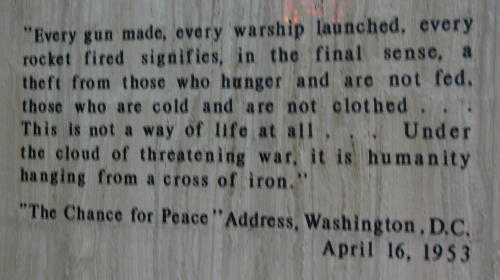 "Every gun made, every warship launched, every
rocket fired signifies, in the final sense, a
theft from those who hunger and are not fed,
those who are cold and are not clothed . . .
This is not a way of life at all . . . Under
the cloud of threatening war, it is humanity
hanging from a cross of iron."
"The Chance for Peace" Address, Washington, D.C.
April 16, 1953